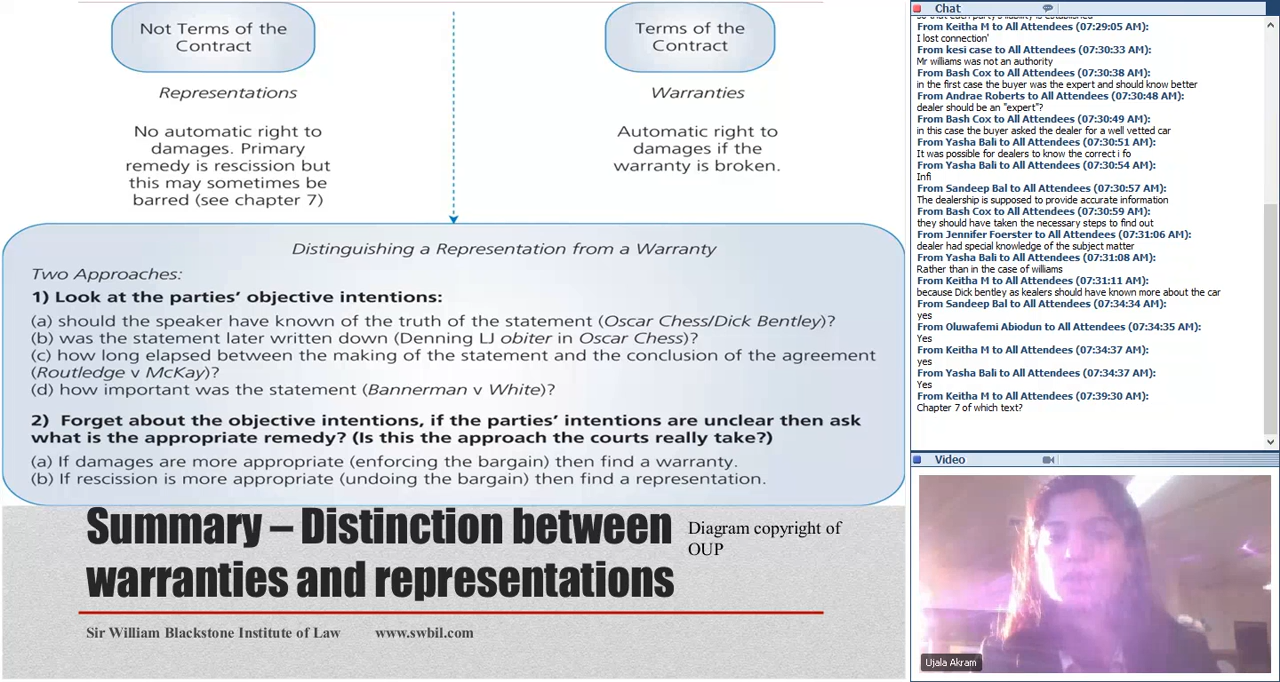 Not Terms of the
Contract
Terms of the
Contract
Representations
Warranties
No automatic right to
damages. Primary
remedy is rescission but
this may sometimes be
barred (see chapter 7)
Automatic right to
damages if the
warranty is broken.
Distinguishing a Representation from a Warranty
Two Approaches:
1) Look at the parties' objective intentions:
(a) should the speaker have known of the truth of the statement (Oscar Chess/Dick Bentley)?
(b) was the statement later written down (Denning LJ obiter in Oscar Chess)?
(c) how long elapsed between the making of the statement and the conclusion of the agreement
(Routledge v McKay)?
(d) how important was the statement (Bannerman v White)?
2) Forget about the objective intentions, if the parties' intentions are unclear then ask
what is the appropriate remedy? (Is this the approach the courts really take?)
(a) If damages are more appropriate (enforcing the bargain) then find a warranty.
(b) If rescission is more appropriate (undoing the bargain) then find a representation.
Summary – Distinction between
warranties and representations
Diagram copyright of
OUP
Sir William Blackstone Institute of Law www.swbil.com
Chat
so that each party's liability is established
From Keitha M to All Attendees (07:29:05 AM):
I lost connection'
From kesi case to All Attendees (07:30:33 AM):
Mr williams was not an authority
From Bash Cox to All Attendees (07:30:38 AM):
in the first case the buyer was the expert and should know better
From Andrae Roberts to All Attendees (07:30:48 AM):
dealer should be an "expert"?
From Bash Cox to All Attendees (07:30:49 AM):
in this case the buyer asked the dealer for a well vetted car
From Yasha Bali to All Attendees (07:30:51 AM):
It was possible for dealers to know the correct i fo
From Yasha Bali to All Attendees (07:30:54 AM):
Infi
From Sandeep Bal to All Attendees (07:30:57 AM):
The dealership is supposed to provide accurate information
From Bash Cox to All Attendees (07:30:59 AM):
they should have taken the necessary steps to find out
From Jennifer Foerster to All Attendees (07:31:06 AM):
dealer had special knowledge of the subject matter
From Yasha Bali to All Attendees (07:31:08 AM):
Rather than in the case of williams
From Keitha M to All Attendees (07:31:11 AM):
because Dick bentley as kealers should have known more about the car
From Sandeep Bal to All Attendees (07:34:34 AM):
yes
From Oluwafemi Abiodun to All Attendees (07:34:35 AM):
Yes
From Keitha M to All Attendees (07:34:37 AM):
yes
From Yasha Bali to All Attendees (07:34:37 AM):
Yes
From Keitha M to All Attendees (07:39:30 AM):
Chapter 7 of which text?
Video
Ujala Akram